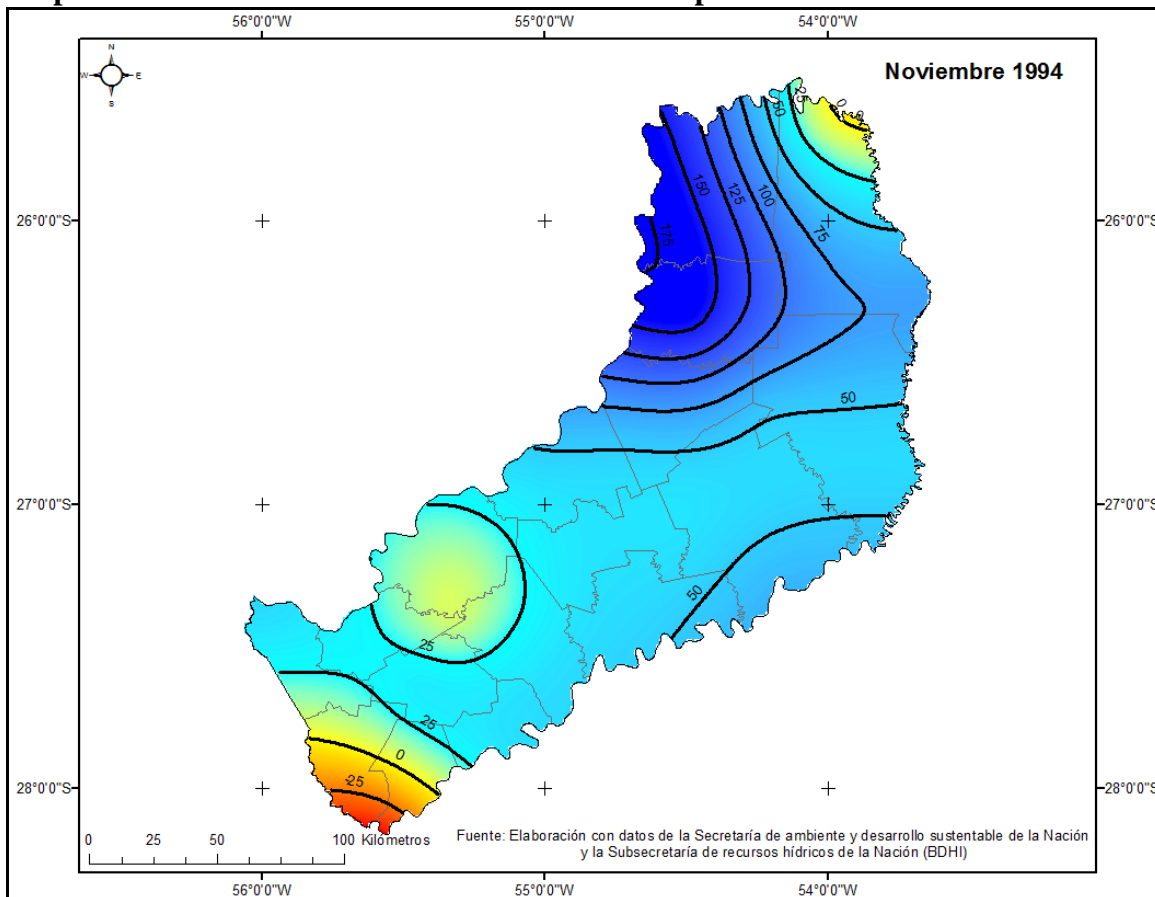 56°0'0"W 55°0'0"W 54°0'0"W
N
W E
S
Noviembre 1994
25
0
50
150
125
100
75
175
26°0'0"S 26°0'0"S
50
27°0'0"S 27°0'0"S
50
25
25
0
-25
28°0'0"S 28°0'0"S
0 25 50 100 Kilómetros
Fuente: Elaboración con datos de la Secretaría de ambiente y desarrollo sustentable de la Nación
y la Subsecretaría de recursos hídricos de la Nación (BDHI)
56°0'0"W 55°0'0"W 54°0'0"W